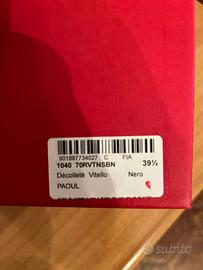 901887734027 C FIA
1040 70RVTNSBN 39½
Décolleté Vitello Nero
PAOUL
subito